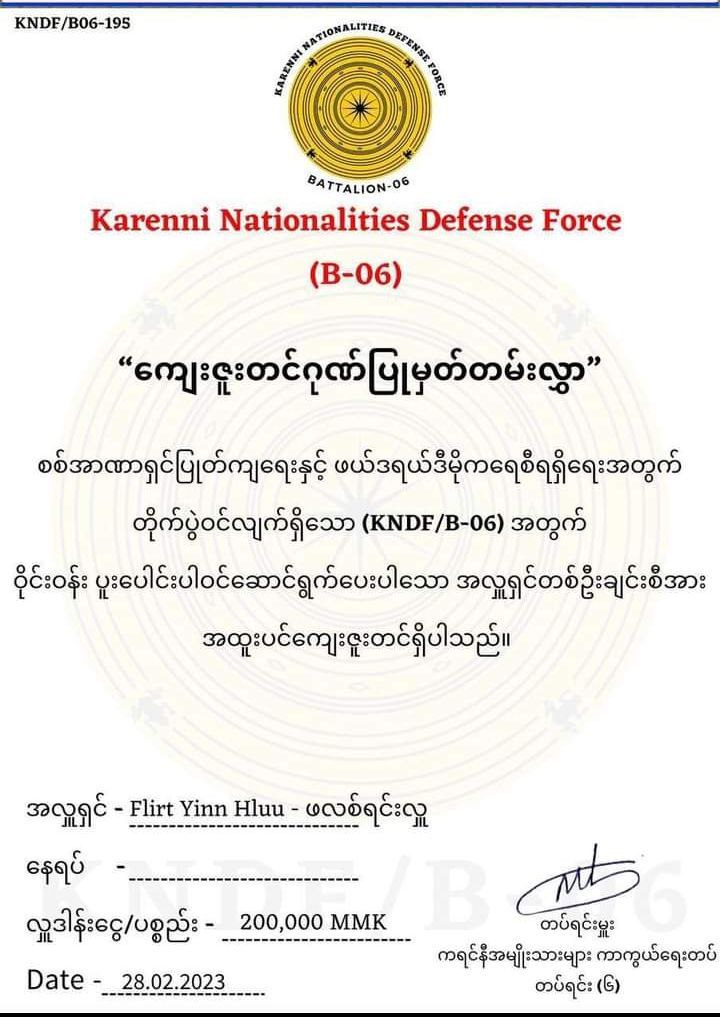 KNDF/B06-195
KARENNI NATIONALITIES DEFENSE FORCE
BATTALION-06
Karenni Nationalities Defense Force
(B-06)
“ကျေးဇူးတင်ဂုဏ်ပြုမှတ်တမ်းလွှာ”
စစ်အာဏာရှင်ပြုတ်ကျရေးနှင့် ဖယ်ဒရယ်ဒီမိုကရေစီရရှိရေးအတွက်
တိုက်ပွဲဝင်လျက်ရှိသော (KNDF/B-06) အတွက်
ဝိုင်းဝန်း ပူးပေါင်းပါဝင်ဆောင်ရွက်ပေးပါသော အလှူရှင်တစ်ဦးချင်းစီအား
အထူးပင်ကျေးဇူးတင်ရှိပါသည်။
အလှူရှင် - Flirt Yinn Hluu - ဖလစ်ရင်းလှူ
နေရပ် -
လှူဒါန်းငွေ/ပစ္စည်း - 200,000 MMK
Date - 28.02.2023
KNDF/B-06
တပ်ရင်းမှူး
ကရင်နီအမျိုးသားများ ကာကွယ်ရေးတပ်
တပ်ရင်း (၆)